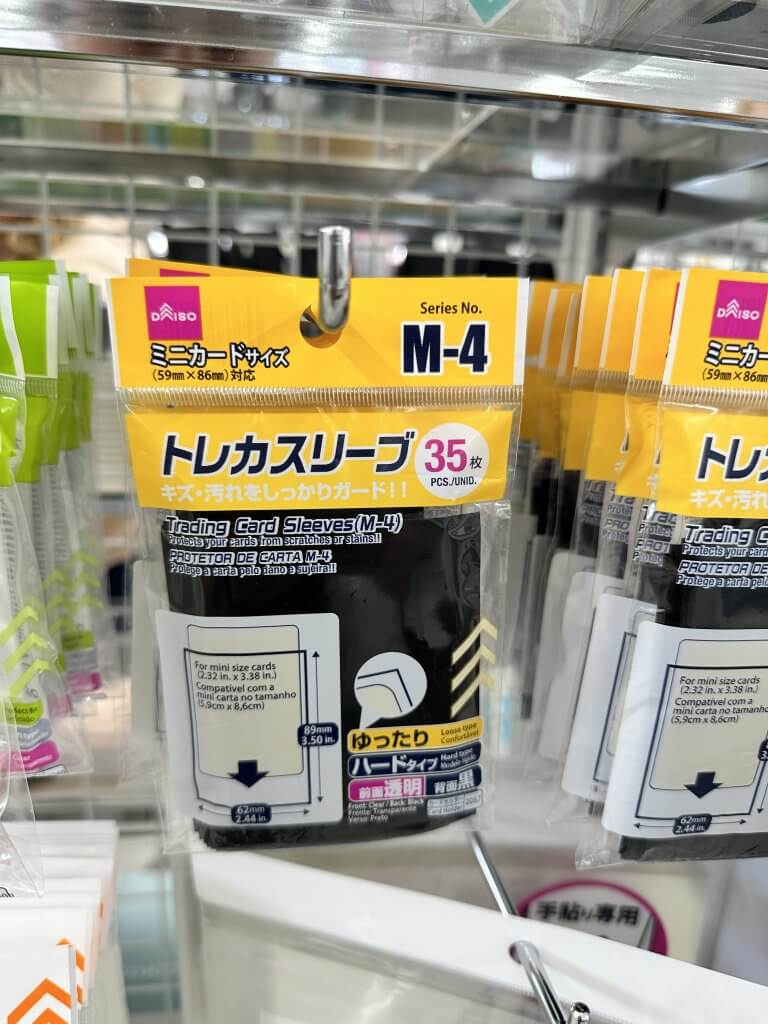 DAISO
Series No.
M-4
ミニカードサイズ
(59mm×86mm)対応
トレカスリーブ
35枚
PCS./UNID.
キズ・汚れをしっかりガード!!
Trading Card Sleeves(M-4)
Protects your cards from scratches or stains!!
PROTETOR DE CARTA M-4
Protege a carta pelo dano e sujeira!!
For mini size cards
(2.32 in. x 3.38 in.)
Compatível com a
mini carta no tamanho
(5,9cm x 8,6cm)
89mm
3.50 in.
62mm
2.44 in.
ゆったり
Loose type
Confortável
ハードタイプ
Hard type
Modelo rígido
前面透明
背面黒
Front: Clear / Back: Black
Frente: Transparente
Verso: Preto
DAISO
ミニカ
(59mm×86mm)
トレ
キズ・汚れ
Trading C
Protects your card
PROTETOR DE
Protege a carta pe
For mini size cards
(2.32 in. x 3.38 in.)
Compatível com a
mini carta no tamanho
(5,9cm x 8,6cm)
62mm
2.44 in.
手貼り専用